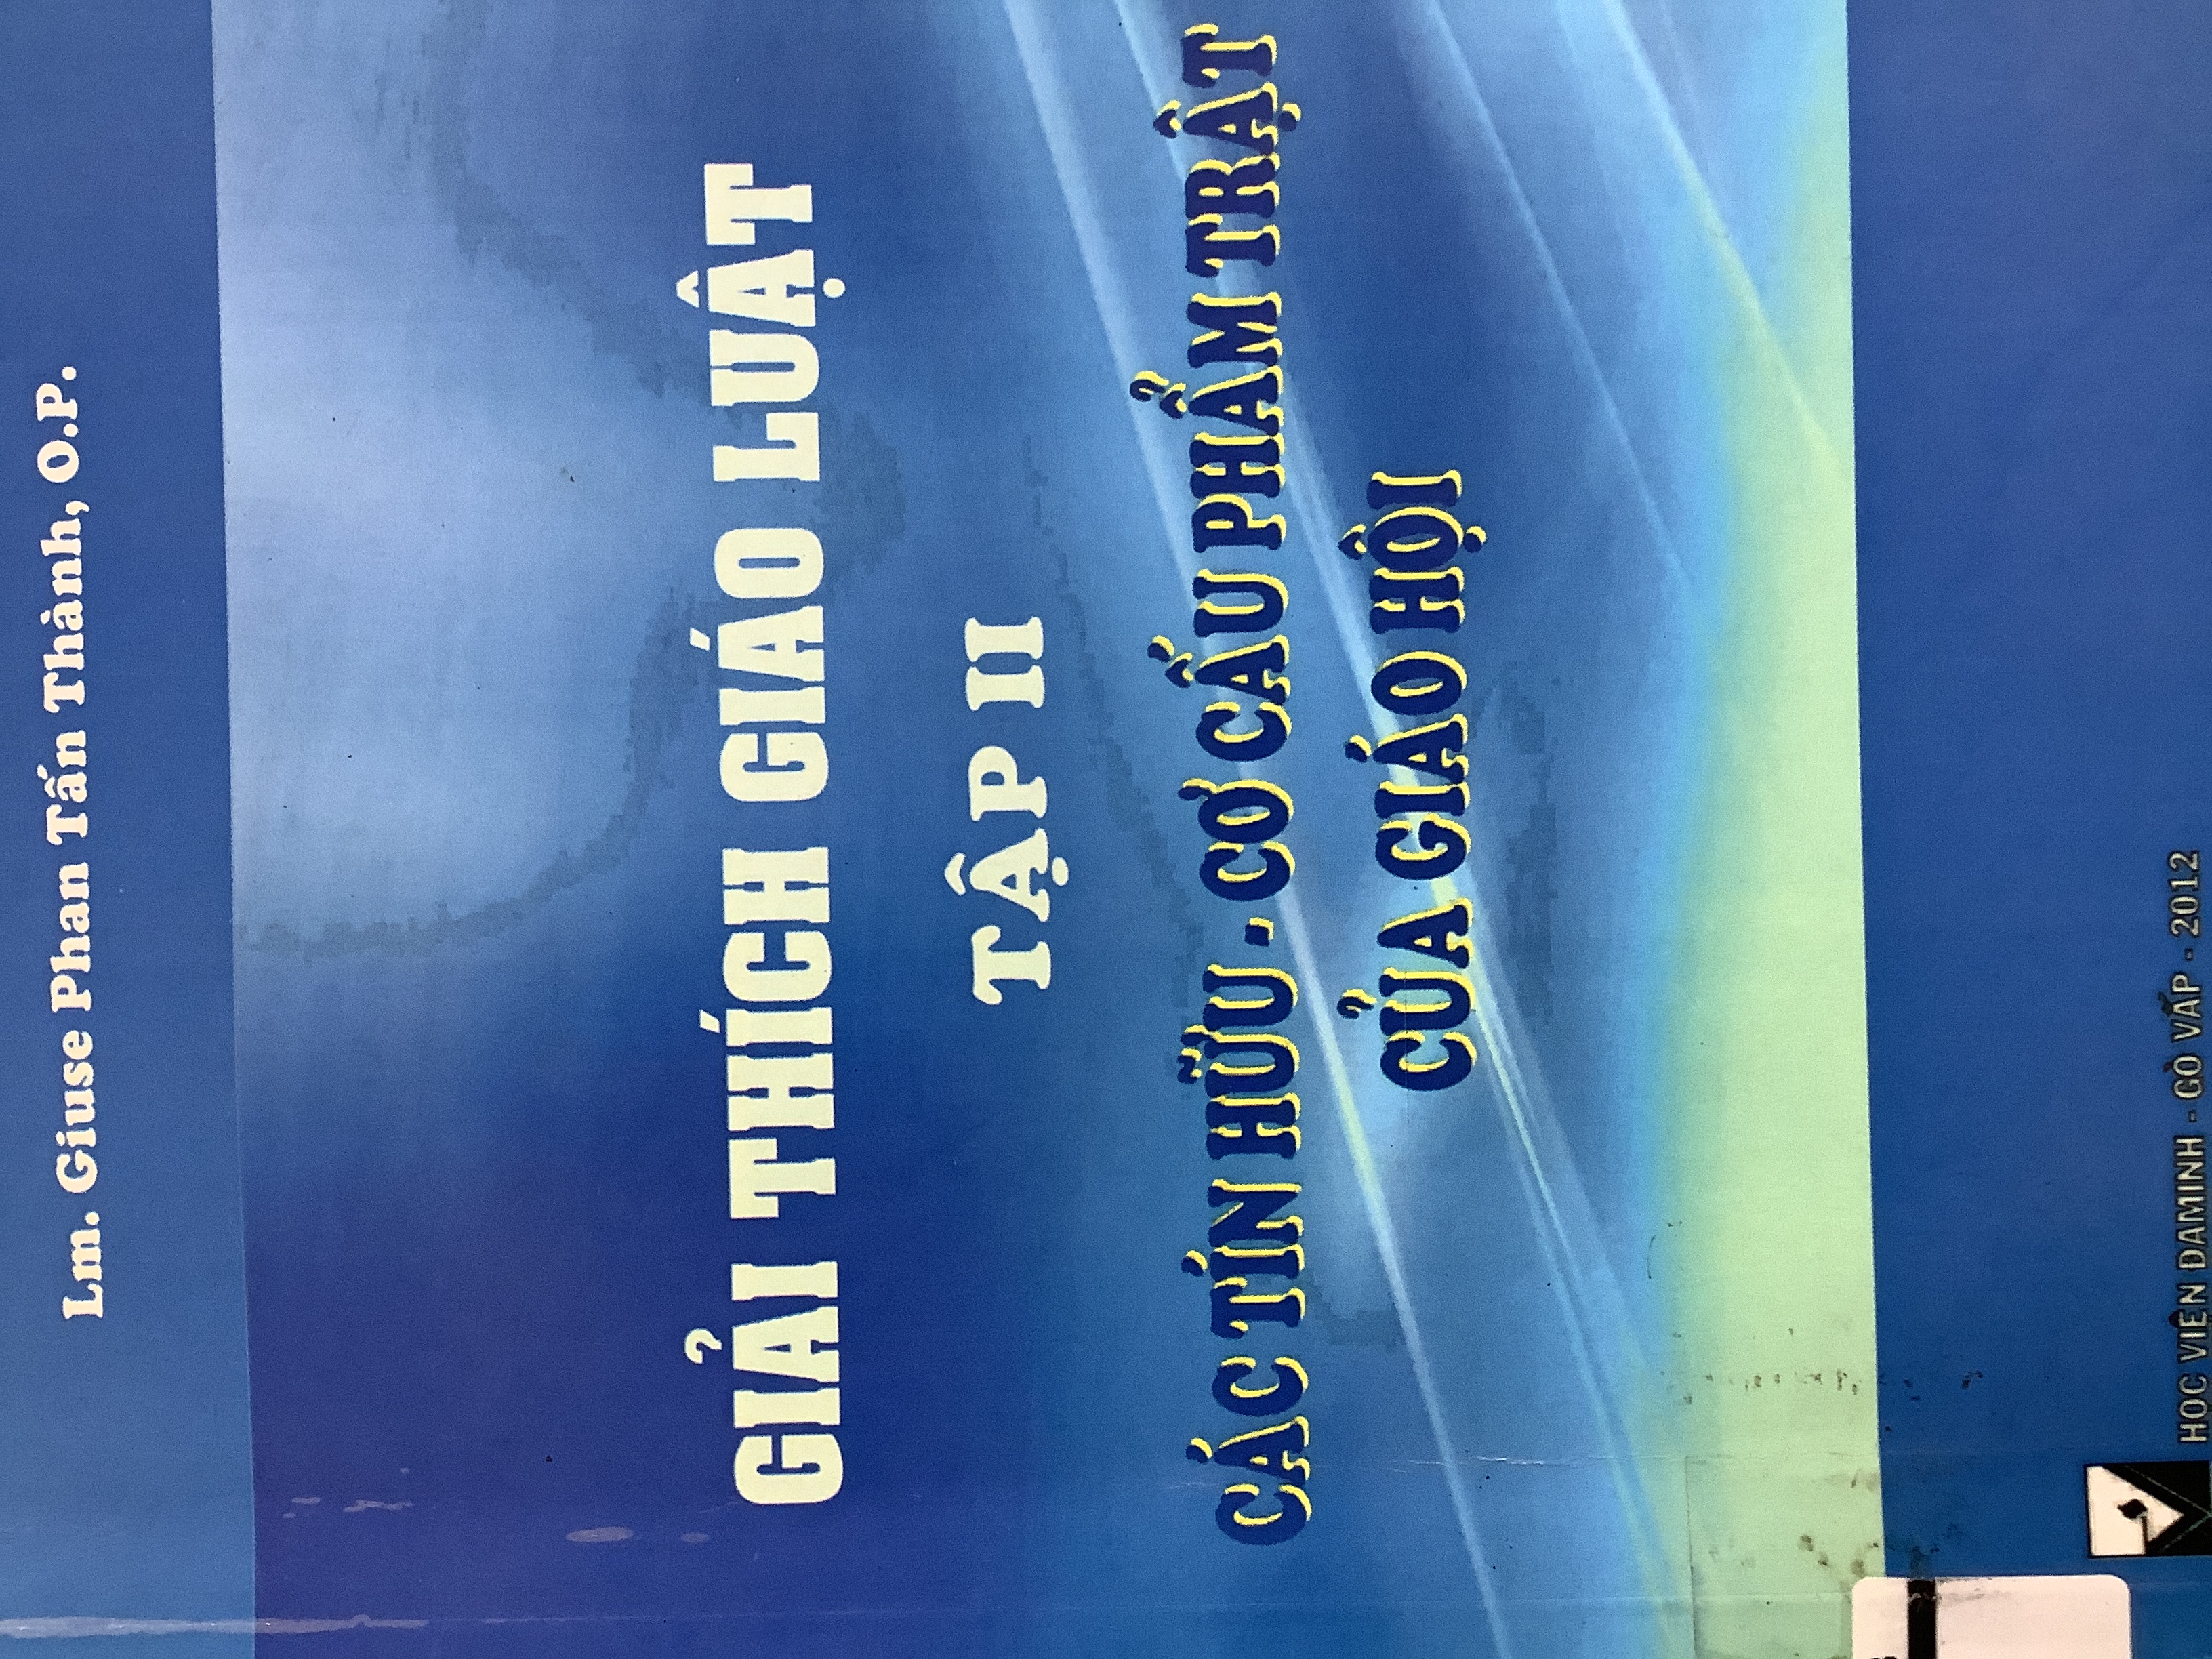 Lm. Giuse Phan Tấn Thành, O.P.
GIẢI THÍCH GIÁO LUẬT
TẬP II
CÁC TÍN HỮU - CƠ CẤU PHẨM TRẬT
CỦA GIÁO HỘI
HỌC VIỆN ĐAMINH - GÒ VẤP - 2012